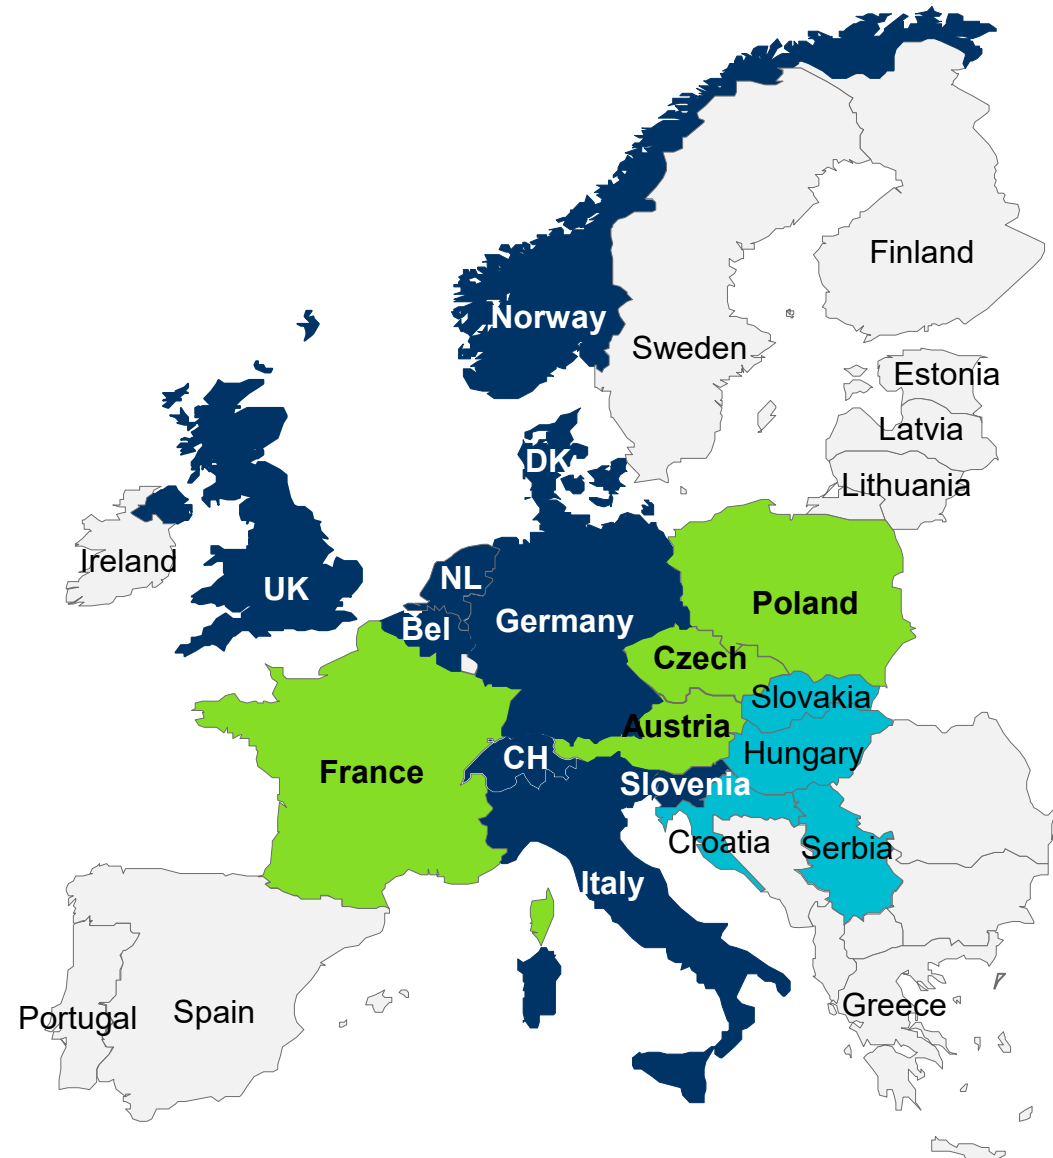 Finland
Norway
Sweden
Estonia
Latvia
DK
Lithuania
Ireland
NL
UK
Poland
Germany
Bel
Czech
Slovakia
Austria
Hungary
CH
France
Slovenia
Croatia
Serbia
Italy
Greece
Spain
Portugal